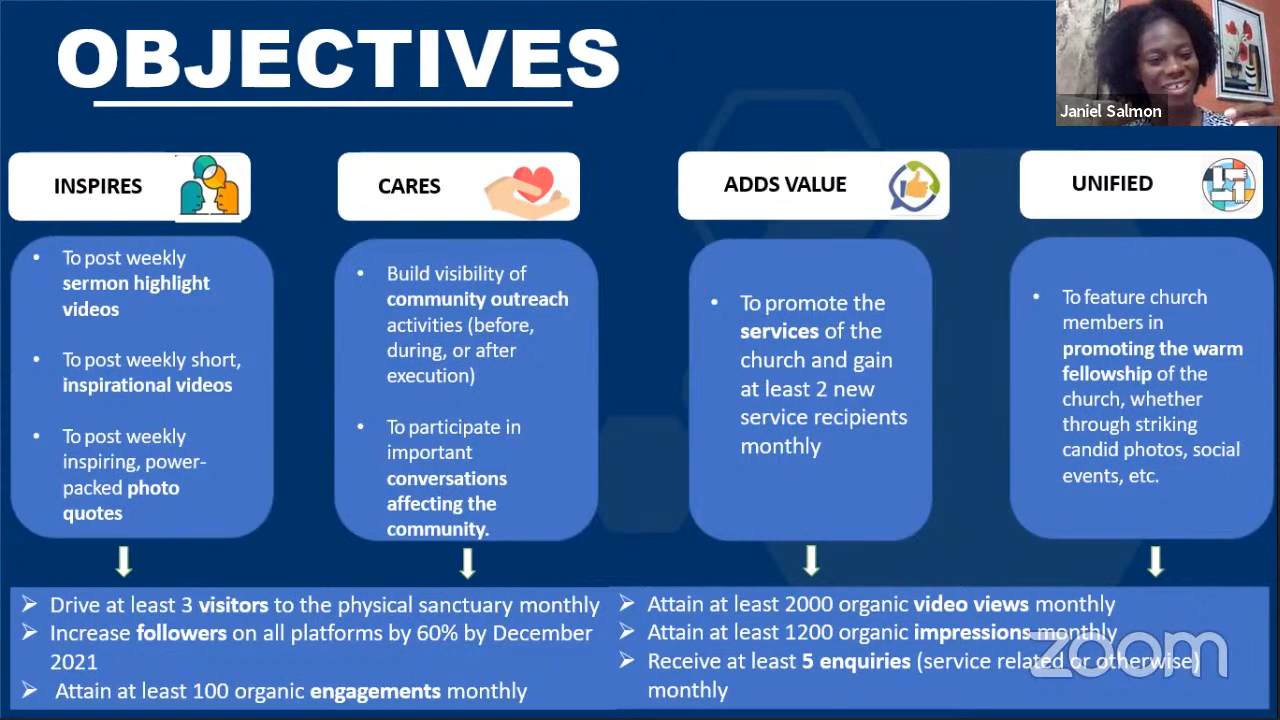 OBJECTIVES
Janiel Salmon
INSPIRES
CARES
ADDS VALUE
UNIFIED
• To post weekly
sermon highlight
videos
• To post weekly short,
inspirational videos
• To post weekly
inspiring, power-
packed photo
quotes
• Build visibility of
community outreach
activities (before,
during, or after
execution)
• To participate in
important
conversations
affecting the
community.
• To promote the
services of the
church and gain
at least 2 new
service recipients
monthly
• To feature church
members in
promoting the warm
fellowship of the
church, whether
through striking
candid photos, social
events, etc.
➢ Drive at least 3 visitors to the physical sanctuary monthly
➢ Increase followers on all platforms by 60% by December
2021
➢ Attain at least 100 organic engagements monthly
➢ Attain at least 2000 organic video views monthly
➢ Attain at least 1200 organic impressions monthly
➢ Receive at least 5 enquiries (service related or otherwise)
monthly
zoom